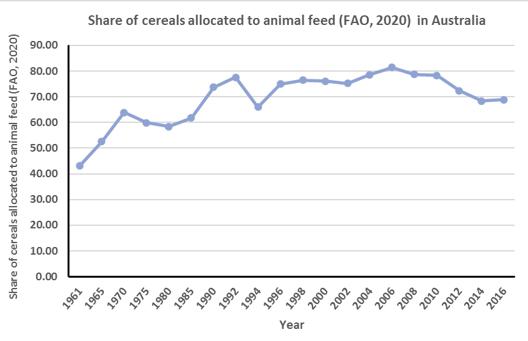 Share of cereals allocated to animal feed (FAO, 2020)  in Australia
Share of cereals allocated to animal feed (FAO, 2020)
90.00
80.00
70.00
60.00
50.00
40.00
30.00
20.00
10.00
0.00
1961 1965 1970 1975 1980 1985 1990 1992 1994 1996 1998 2000 2002 2004 2006 2008 2010 2012 2014 2016
Year